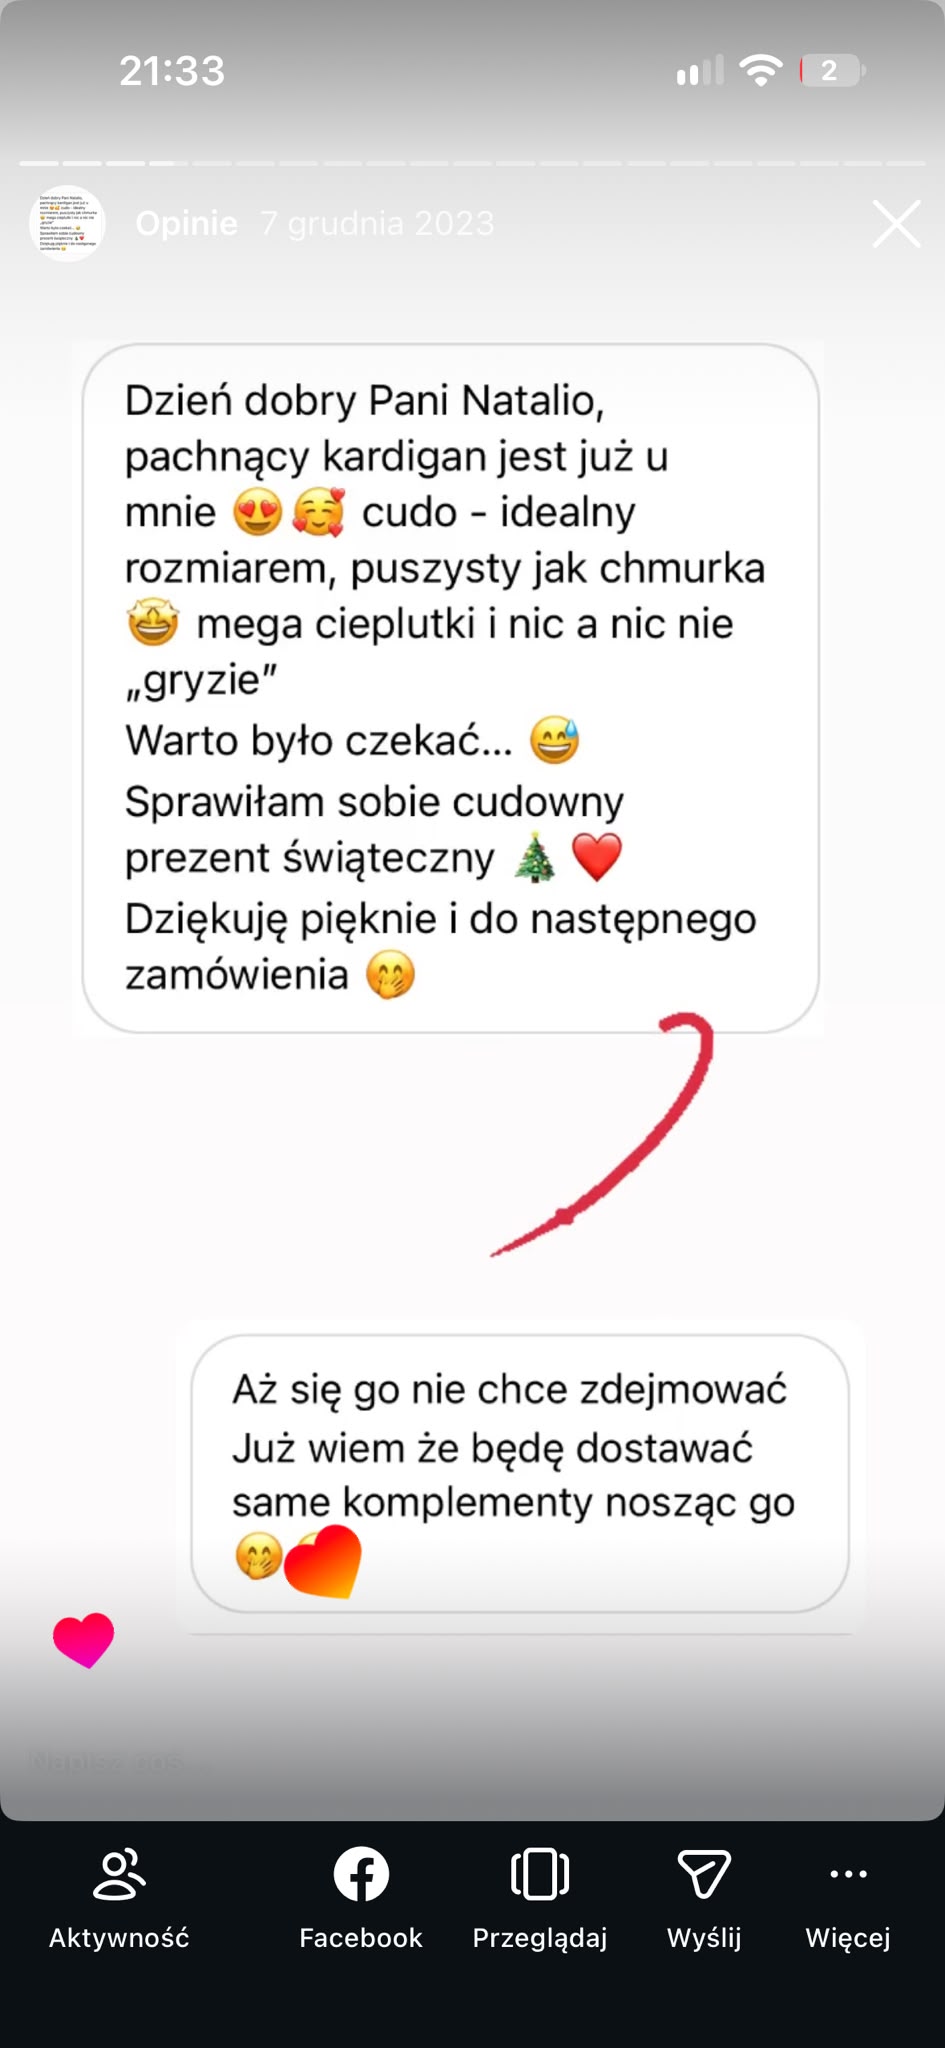 21:33
2
Opinie 7 grudnia 2023
Dzień dobry Pani Natalio,
pachnący kardigan jest już u
mnie 😍🥰 cudo - idealny
rozmiarem, puszysty jak chmurka
🤩 mega cieplutki i nic a nic nie
„gryzie”
Warto było czekać... 😅
Sprawiłam sobie cudowny
prezent świąteczny 🎄❤️
Dziękuję pięknie i do następnego
zamówienia 🤭
Aż się go nie chce zdejmować
Już wiem że będę dostawać
same komplementy nosząc go
🤭
Napisz coś...
Aktywność Facebook Przeglądaj Wyślij Więcej